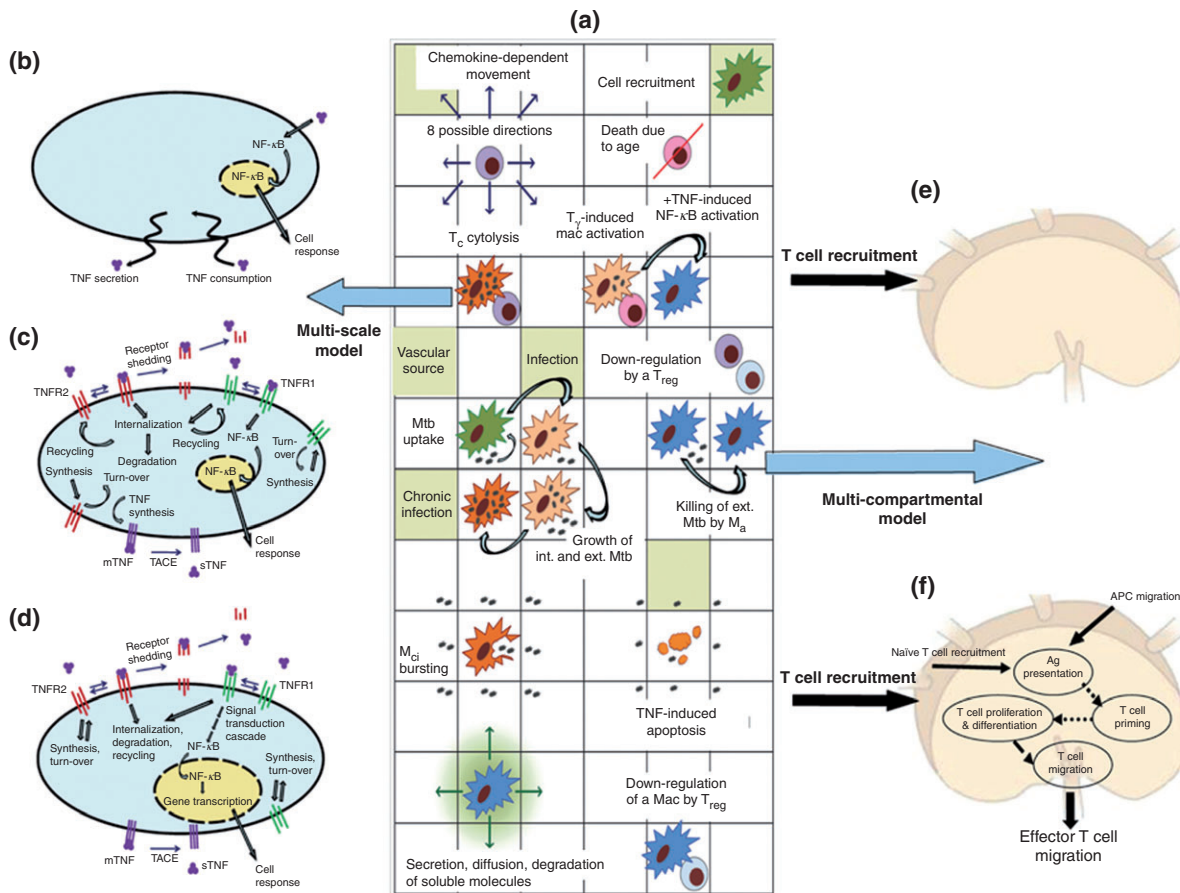 (a)
Chemokine-dependent
movement
Cell recruitment
8 possible directions
Death due
to age
+TNF-induced
NF-κB activation
Tγ-induced
mac activation
Tc cytolysis
Vascular
source
Infection
Down-regulation
by a Treg
Mtb
uptake
Chronic
infection
Killing of ext.
Mtb by Ma
Growth of
int. and ext. Mtb
Mci
bursting
TNF-induced
apoptosis
Down-regulation
of a Mac by Treg
Secretion, diffusion, degradation
of soluble molecules
(b)
NF-κB
NF-κB
Cell
response
TNF secretion
TNF consumption
Multi-scale
model
(c)
Receptor
shedding
TNFR2
TNFR1
Internalization
Recycling
Recycling
NF-κB
Turn-
over
Degradation
Synthesis
Turn-over
NF-κB
Synthesis
TNF
synthesis
Cell
response
mTNF
TACE
sTNF
(d)
Receptor
shedding
TNFR2
TNFR1
Signal
transduction
cascade
Internalization,
degradation,
recycling
Synthesis,
turn-over
NF-κB
Synthesis,
turn-over
NF-κB
Gene transcription
mTNF
TACE
sTNF
Cell
response
(e)
T cell recruitment
Multi-compartmental
model
(f)
APC migration
Naïve T cell recruitment
T cell recruitment
Ag
presentation
T cell proliferation
& differentiation
T cell
priming
T cell
migration
Effector T cell
migration